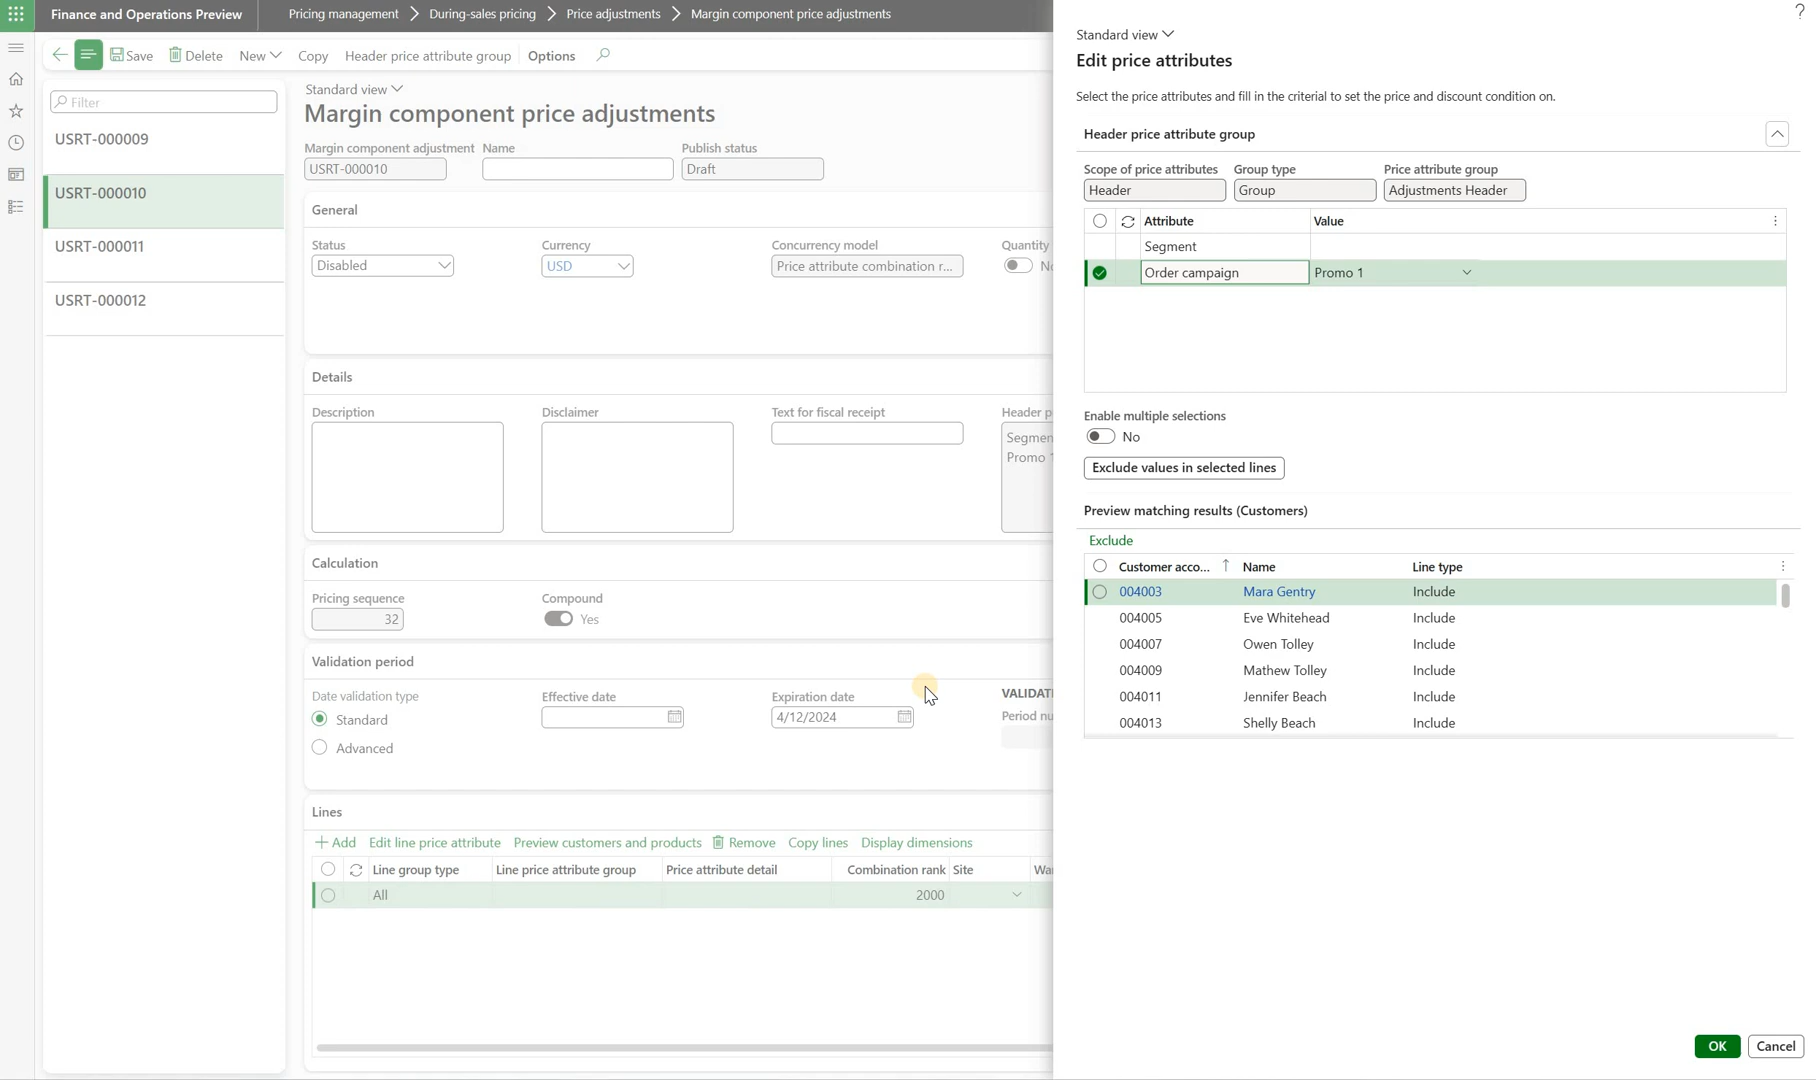 Finance and Operations Preview
Pricing management > During-sales pricing > Price adjustments > Margin component price adjustments
Save Delete New Copy Header price attribute group Options
Filter
USRT-000009
USRT-000010
USRT-000011
USRT-000012
Standard view
Margin component price adjustments
Margin component adjustment Name Publish status
USRT-000010 Draft
General
Status Currency Concurrency model Quantity
Disabled USD Price attribute combination r...
Details
Description Disclaimer Text for fiscal receipt Header p
Segmen
Promo 1
Calculation
Pricing sequence Compound
32 Yes
Validation period
Date validation type Effective date Expiration date VALIDATI
Standard 4/12/2024 Period nu
Advanced
Lines
Add Edit line price attribute Preview customers and products Remove Copy lines Display dimensions
Line group type Line price attribute group Price attribute detail Combination rank Site War
All 2000
?
Standard view
Edit price attributes
Select the price attributes and fill in the criterial to set the price and discount condition on.
Header price attribute group
Scope of price attributes Group type Price attribute group
Header Group Adjustments Header
Attribute Value
Segment
Order campaign Promo 1
Enable multiple selections
No
Exclude values in selected lines
Preview matching results (Customers)
Exclude
Customer acco... ↑ Name Line type
004003 Mara Gentry Include
004005 Eve Whitehead Include
004007 Owen Tolley Include
004009 Mathew Tolley Include
004011 Jennifer Beach Include
004013 Shelly Beach Include
OK Cancel